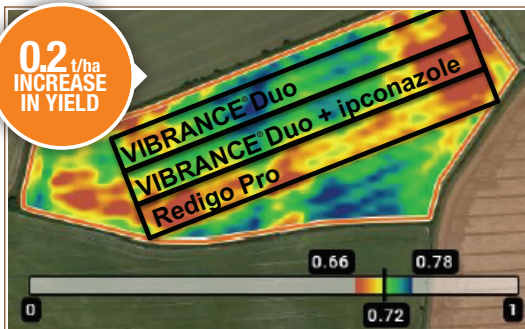 0.2 t/ha
INCREASE
IN YIELD
VIBRANCE® Duo
VIBRANCE® Duo + ipconazole
Redigo Pro
0.66
0.78
0
0.72
1